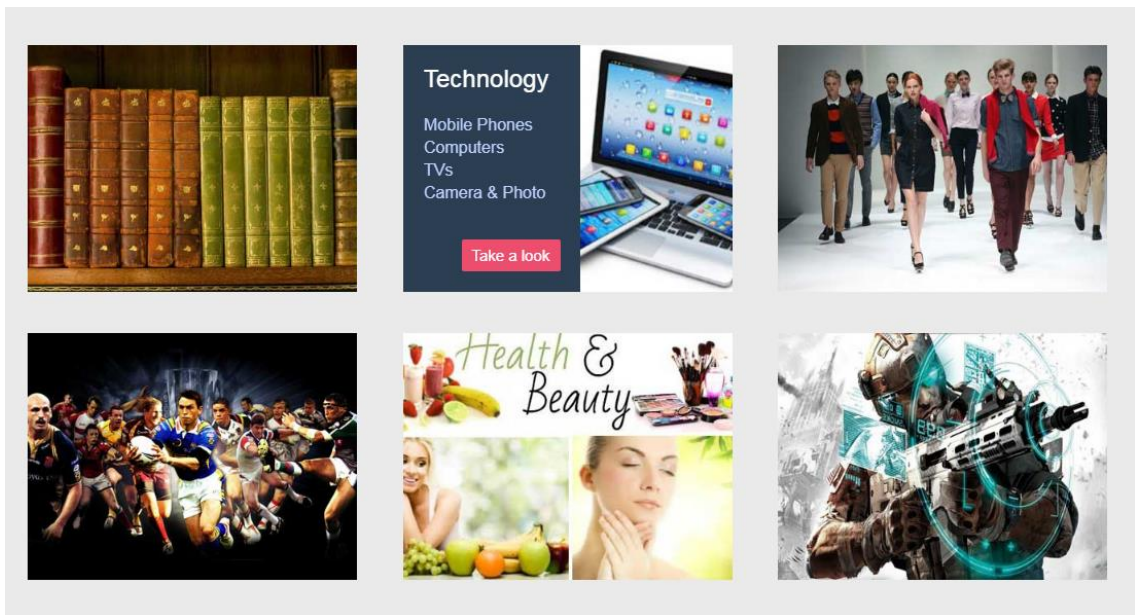 Technology
Mobile Phones
Computers
TVs
Camera & Photo
Take a look
Health &
Beauty